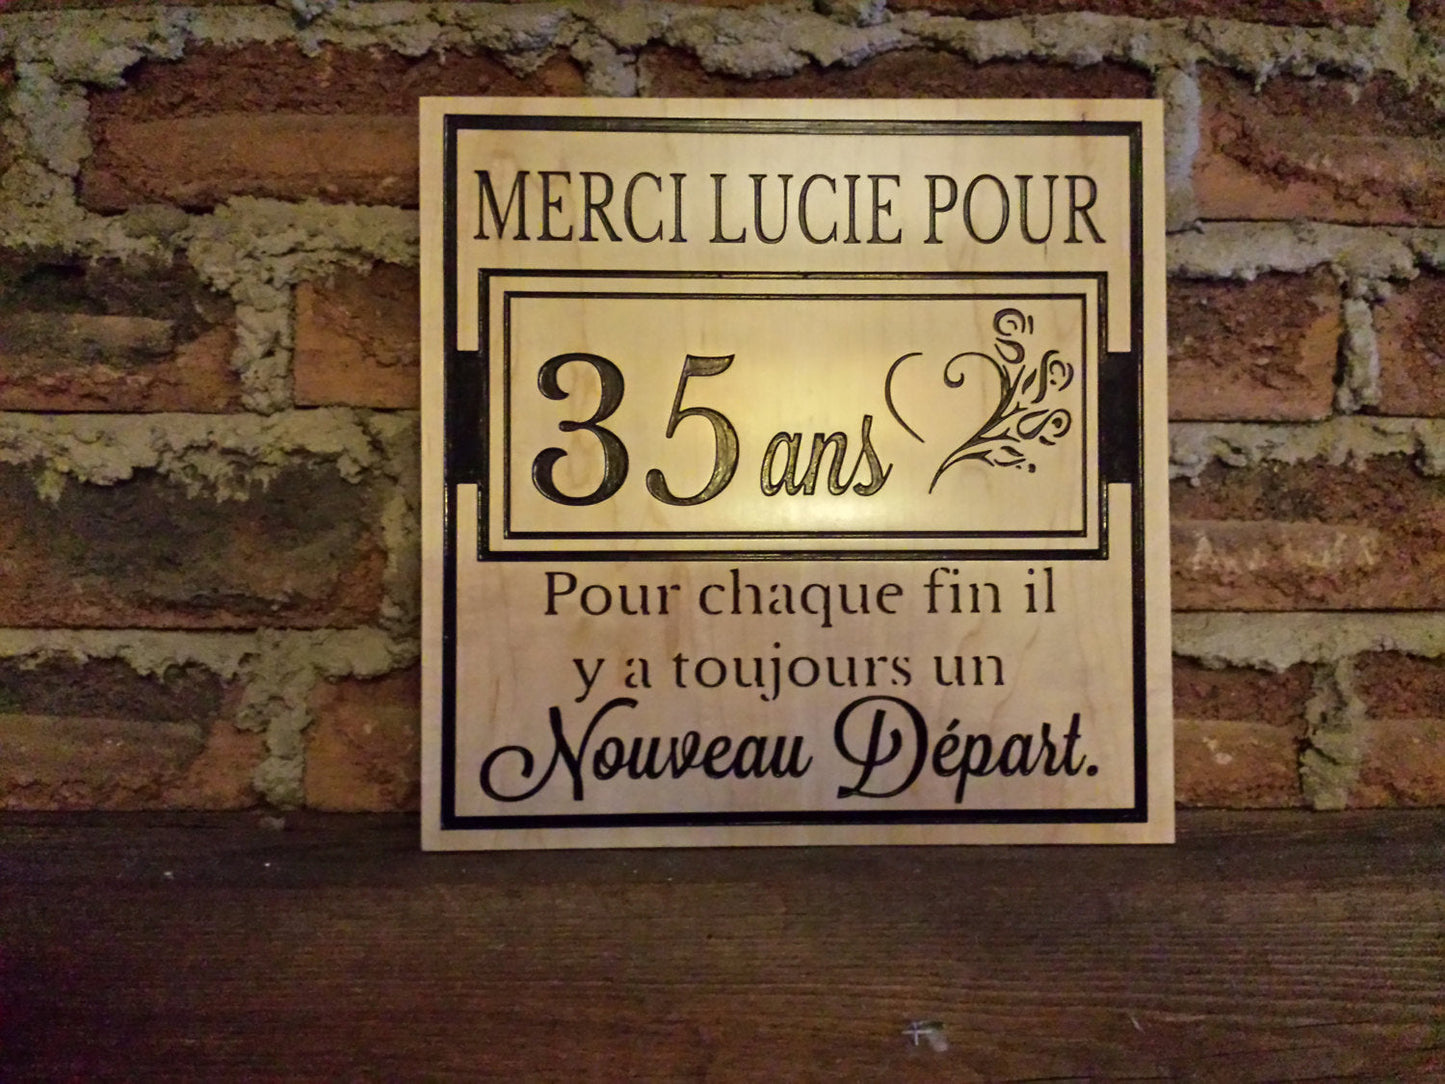 MERCI LUCIE POUR
35 ans
Pour chaque fin il
y a toujours un
Nouveau Départ.